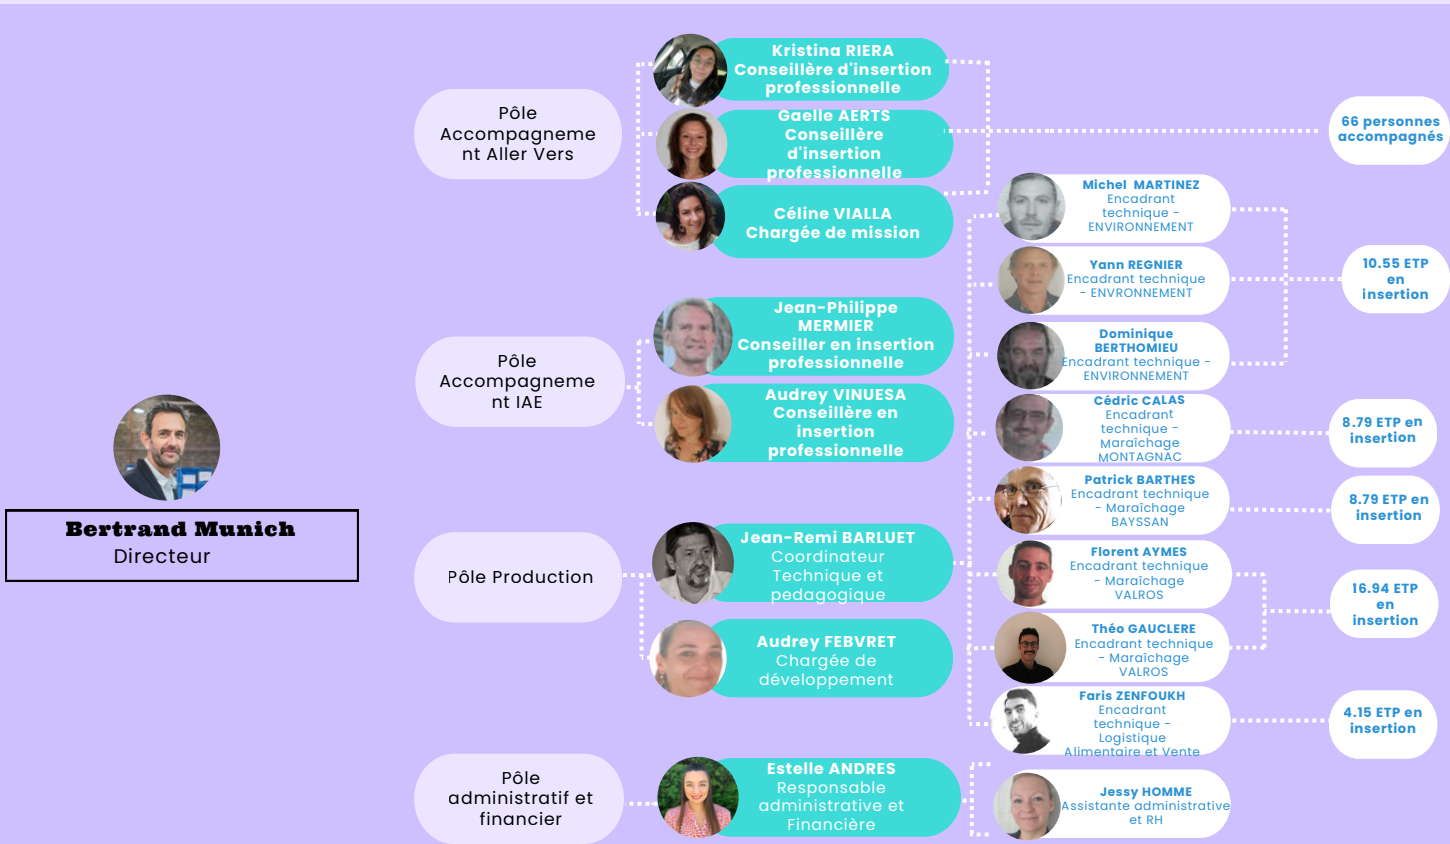 Bertrand Munich
Directeur
Pôle
Accompagneme
nt Aller Vers
Kristina RIERA
Conseillère d'insertion
professionnelle
Gaelle AERTS
Conseillère
d'insertion
professionnelle
Céline VIALLA
Chargée de mission
66 personnes
accompagnés
Pôle
Accompagneme
nt IAE
Jean-Philippe
MERMIER
Conseiller en insertion
professionnelle
Audrey VINUESA
Conseillère en
insertion
professionnelle
Pôle Production
Jean-Remi BARLUET
Coordinateur
Technique et
pedagogique
Audrey FEBVRET
Chargée de
développement
Michel MARTINEZ
Encadrant
technique -
ENVIRONNEMENT
Yann REGNIER
Encadrant technique
- ENVRONNEMENT
Dominique
BERTHOMIEU
Encadrant technique -
ENVIRONNEMENT
10.55 ETP
en
insertion
Cédric CALAS
Encadrant
technique -
Maraîchage
MONTAGNAC
8.79 ETP en
insertion
Patrick BARTHES
Encadrant technique
- Maraîchage
BAYSSAN
8.79 ETP en
insertion
Florent AYMES
Encadrant technique
- Maraîchage
VALROS
Théo GAUCLERE
Encadrant technique
- Maraîchage
VALROS
16.94 ETP
en
insertion
Faris ZENFOUKH
Encadrant
technique -
Logistique
Alimentaire et Vente
4.15 ETP en
insertion
Pôle
administratif et
financier
Estelle ANDRES
Responsable
administrative et
Financière
Jessy HOMME
Assistante administrative
et RH